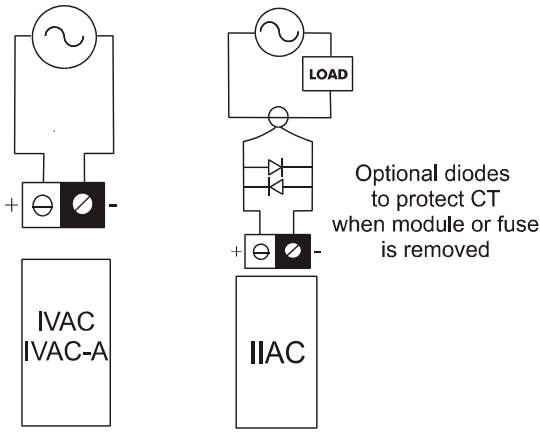 LOAD
Optional diodes
to protect CT
when module or fuse
is removed
+
-
+
-
IVAC
IVAC-A
IIAC